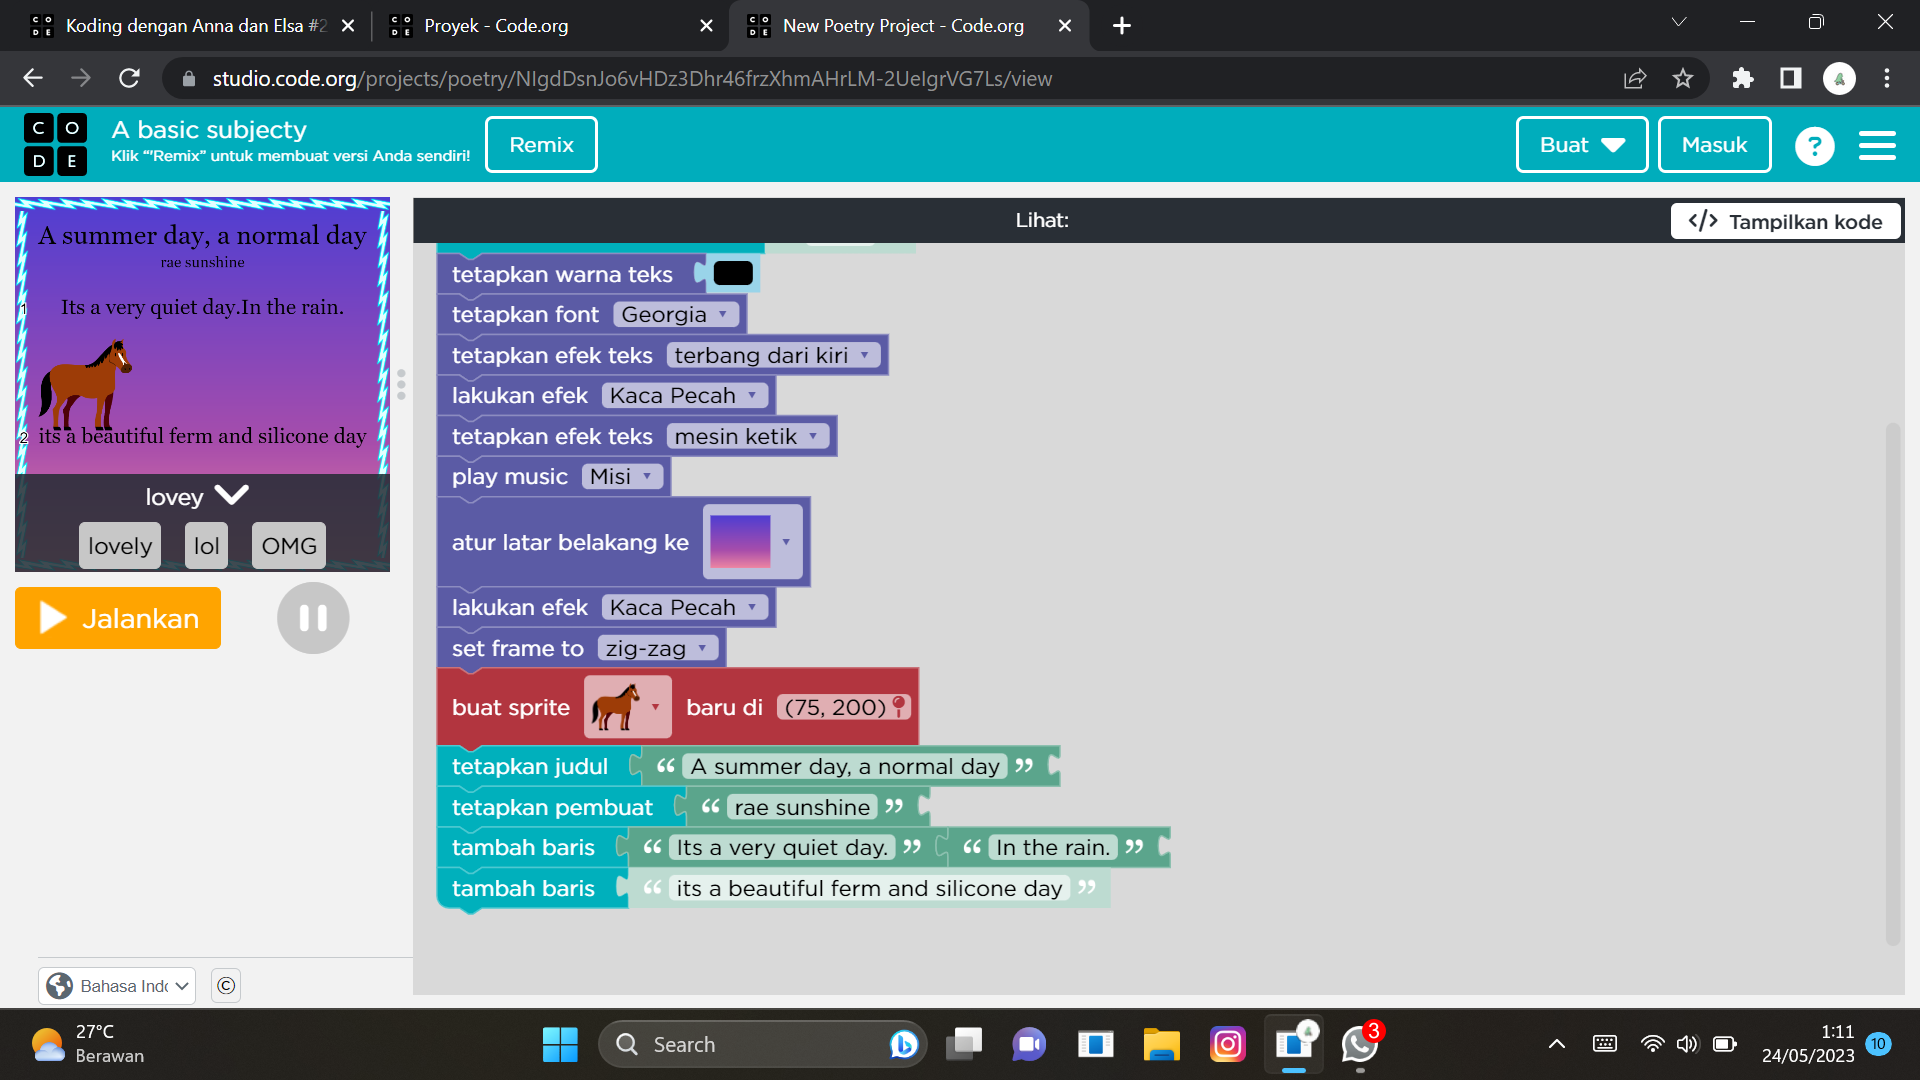 Koding dengan Anna dan Elsa #2
Proyek - Code.org
New Poetry Project - Code.org
studio.code.org/projects/poetry/NIgdDsnJo6vHDz3Dhr46frzXhmAHrLM-2UeIgrVG7Ls/view
C O D E
A basic subjecty
Klik “'Remix” untuk membuat versi Anda sendiri!
Remix
Buat
Masuk
?
A summer day, a normal day
rae sunshine
1 Its a very quiet day.In the rain.
2 its a beautiful ferm and silicone day
lovey
lovely lol OMG
Jalankan
Lihat:
</> Tampilkan kode
tetapkan warna teks
tetapkan font Georgia
tetapkan efek teks terbang dari kiri
lakukan efek Kaca Pecah
tetapkan efek teks mesin ketik
play music Misi
atur latar belakang ke
lakukan efek Kaca Pecah
set frame to zig-zag
buat sprite baru di (75, 200)
tetapkan judul “ A summer day, a normal day ”
tetapkan pembuat “ rae sunshine ”
tambah baris “ Its a very quiet day. ” “ In the rain. ”
tambah baris “ its a beautiful ferm and silicone day ”
Bahasa Indo
©
27°C
Berawan
Search
3
1:11
24/05/2023
10